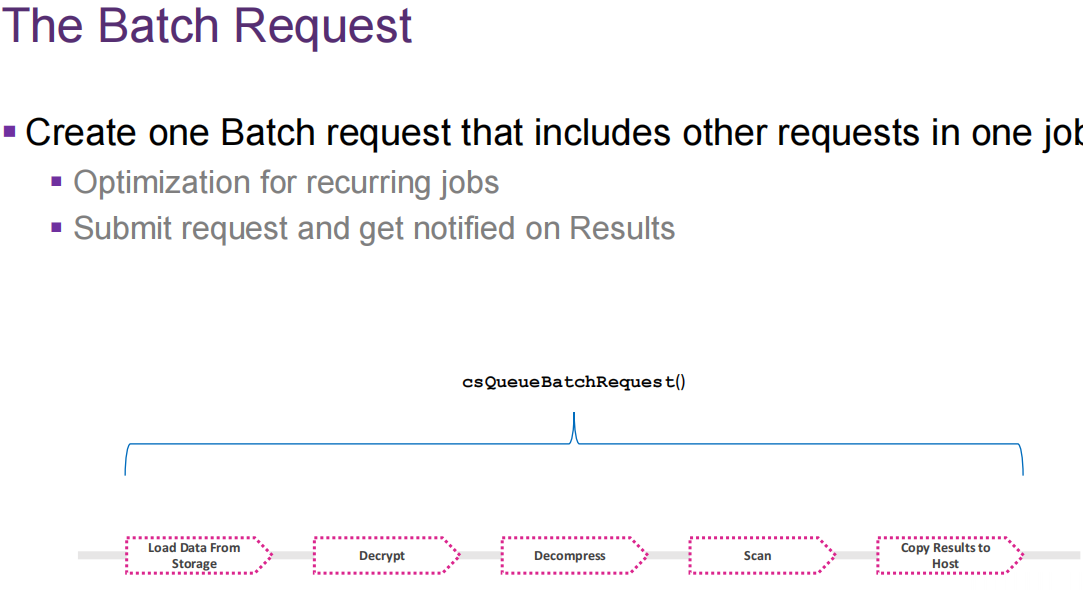 The Batch Request
Create one Batch request that includes other requests in one
Optimization for recurring jobs
Submit request and get notified on Results
csQueueBatchRequest()
Load Data From
Storage
Decrypt
Decompress
Scan
Copy Results to
Host